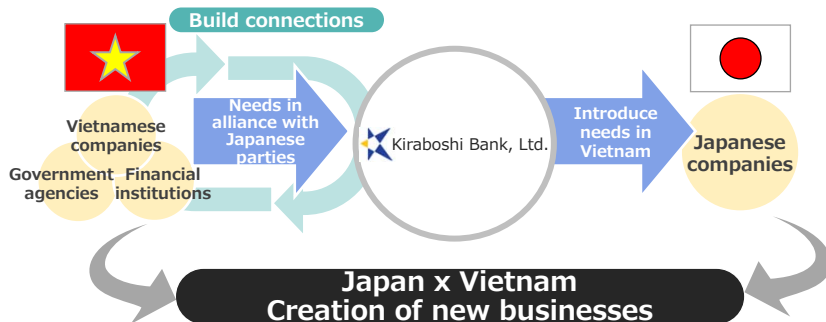 Build connections
Vietnamese
companies
Government
agencies
Financial
institutions
Needs in
alliance with
Japanese
parties
Kiraboshi Bank, Ltd.
Introduce
needs in
Vietnam
Japanese
companies
Japan x Vietnam
Creation of new businesses